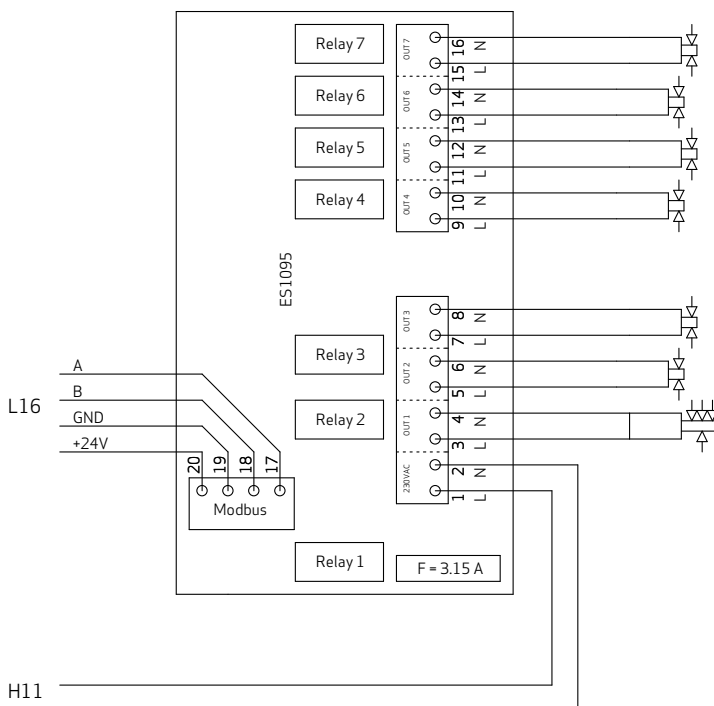 Relay 7
OUT 7
16 N
15 L
Relay 6
OUT 6
14 N
13 L
Relay 5
OUT 5
12 N
11 L
Relay 4
OUT 4
10 N
9 L
ES1095
OUT 3
8 N
7 L
Relay 3
OUT 2
6 N
5 L
Relay 2
OUT 1
4 N
3 L
230VAC
2 N
1 L
L16
A
B
GND
+24V
20 19 18 17
Modbus
Relay 1
F = 3.15 A
H11